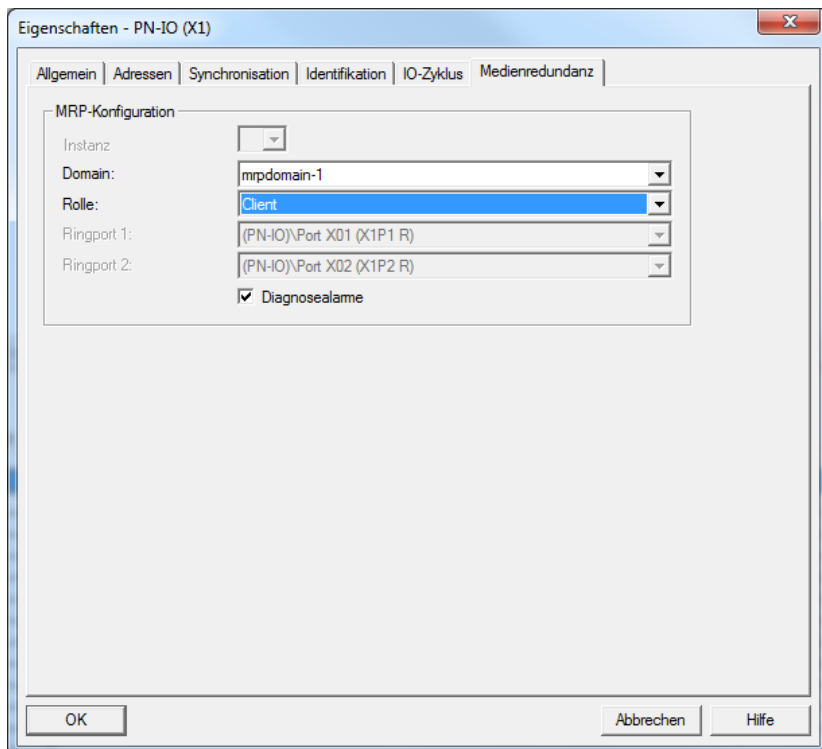 Eigenschaften - PN-IO (X1)
Allgemein Adressen Synchronisation Identifikation IO-Zyklus Medienredundanz
MRP-Konfiguration
Instanz
Domain: mrpdomain-1
Rolle: Client
Ringport 1: (PN-IO)\Port X01 (X1P1 R)
Ringport 2: (PN-IO)\Port X02 (X1P2 R)
Diagnosealarme
OK Abbrechen Hilfe